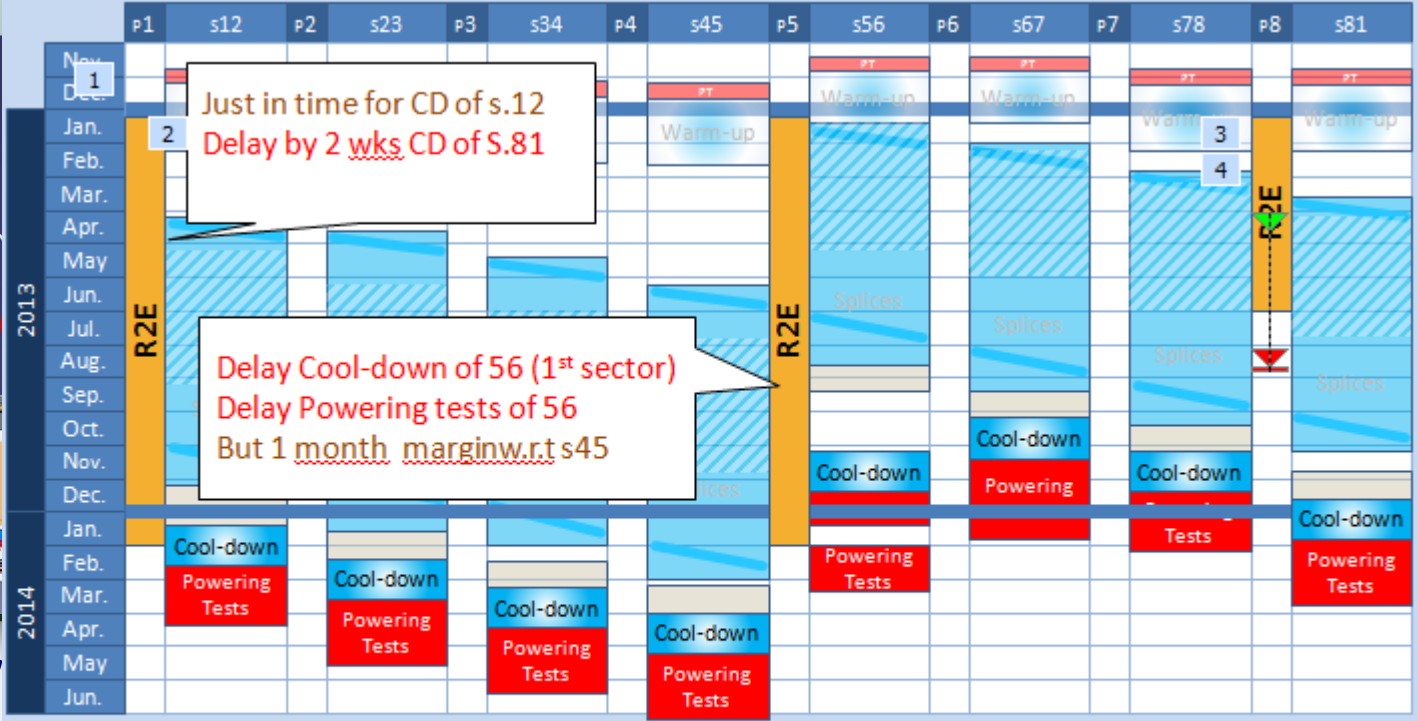 P1 s12 P2 s23 P3 s34 P4 s45 P5 s56 P6 s67 P7 s78 P8 s81
Nov.
Dec.
1
PT
PT
PT
PT
PT
Warm-up
Warm-up
Warm-up
Warm-up
Warm-up
2013
Jan.
Feb.
Mar.
Apr.
May
Jun.
Jul.
Aug.
Sep.
Oct.
Nov.
Dec.
2014
Jan.
Feb.
Mar.
Apr.
May
Jun.
2
3
4
Just in time for CD of s.12
Delay by 2 wks CD of S.81
R2E
R2E
R2E
Delay Cool-down of 56 (1st sector)
Delay Powering tests of 56
But 1 month marginw.r.t s45
Splices
Splices
Splices
Splices
Cool-down
Powering
Tests
Cool-down
Powering
Tests
Cool-down
Powering
Tests
Cool-down
Powering
Tests
Cool-down
Powering
Tests
Cool-down
Powering
Cool-down
Tests
Cool-down
Powering
Tests